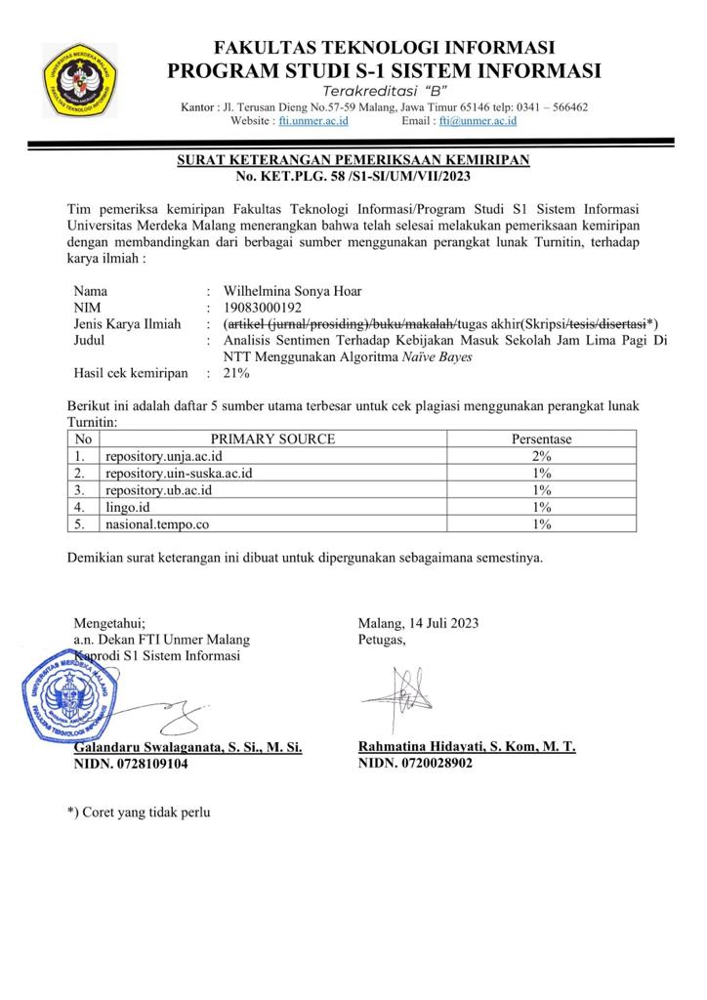 FAKULTAS TEKNOLOGI INFORMASI
PROGRAM STUDI S-1 SISTEM INFORMASI
Terakreditasi “B”
Kantor : Jl. Terusan Dieng No.57-59 Malang, Jawa Timur 65146 telp: 0341 – 566462
Website : fti.unmer.ac.id Email : fti@unmer.ac.id
UNIVERSITAS MERDEKA MALANG
FAKULTAS TEKNOLOGI INFORMASI
SURAT KETERANGAN PEMERIKSAAN KEMIRIPAN
No. KET.PLG. 58 /S1-SI/UM/VII/2023
Tim pemeriksa kemiripan Fakultas Teknologi Informasi/Program Studi S1 Sistem Informasi
Universitas Merdeka Malang menerangkan bahwa telah selesai melakukan pemeriksaan kemiripan
dengan membandingkan dari berbagai sumber menggunakan perangkat lunak Turnitin, terhadap
karya ilmiah :
Nama : Wilhelmina Sonya Hoar
NIM : 19083000192
Jenis Karya Ilmiah : (artikel (jurnal/prosiding)/buku/makalah/tugas akhir(Skripsi/tesis/disertasi*)
Judul : Analisis Sentimen Terhadap Kebijakan Masuk Sekolah Jam Lima Pagi Di
NTT Menggunakan Algoritma Naïve Bayes
Hasil cek kemiripan : 21%
Berikut ini adalah daftar 5 sumber utama terbesar untuk cek plagiasi menggunakan perangkat lunak
Turnitin:
No PRIMARY SOURCE Persentase
1. repository.unja.ac.id 2%
2. repository.uin-suska.ac.id 1%
3. repository.ub.ac.id 1%
4. lingo.id 1%
5. nasional.tempo.co 1%
Demikian surat keterangan ini dibuat untuk dipergunakan sebagaimana semestinya.
Mengetahui;
a.n. Dekan FTI Unmer Malang
Kaprodi S1 Sistem Informasi
UNIVERSITAS MERDEKA MALANG
FAKULTAS TEKNOLOGI INFORMASI
Galandaru Swalaganata, S. Si., M. Si.
NIDN. 0728109104
Malang, 14 Juli 2023
Petugas,
Rahmatina Hidayati, S. Kom, M. T.
NIDN. 0720028902
*) Coret yang tidak perlu